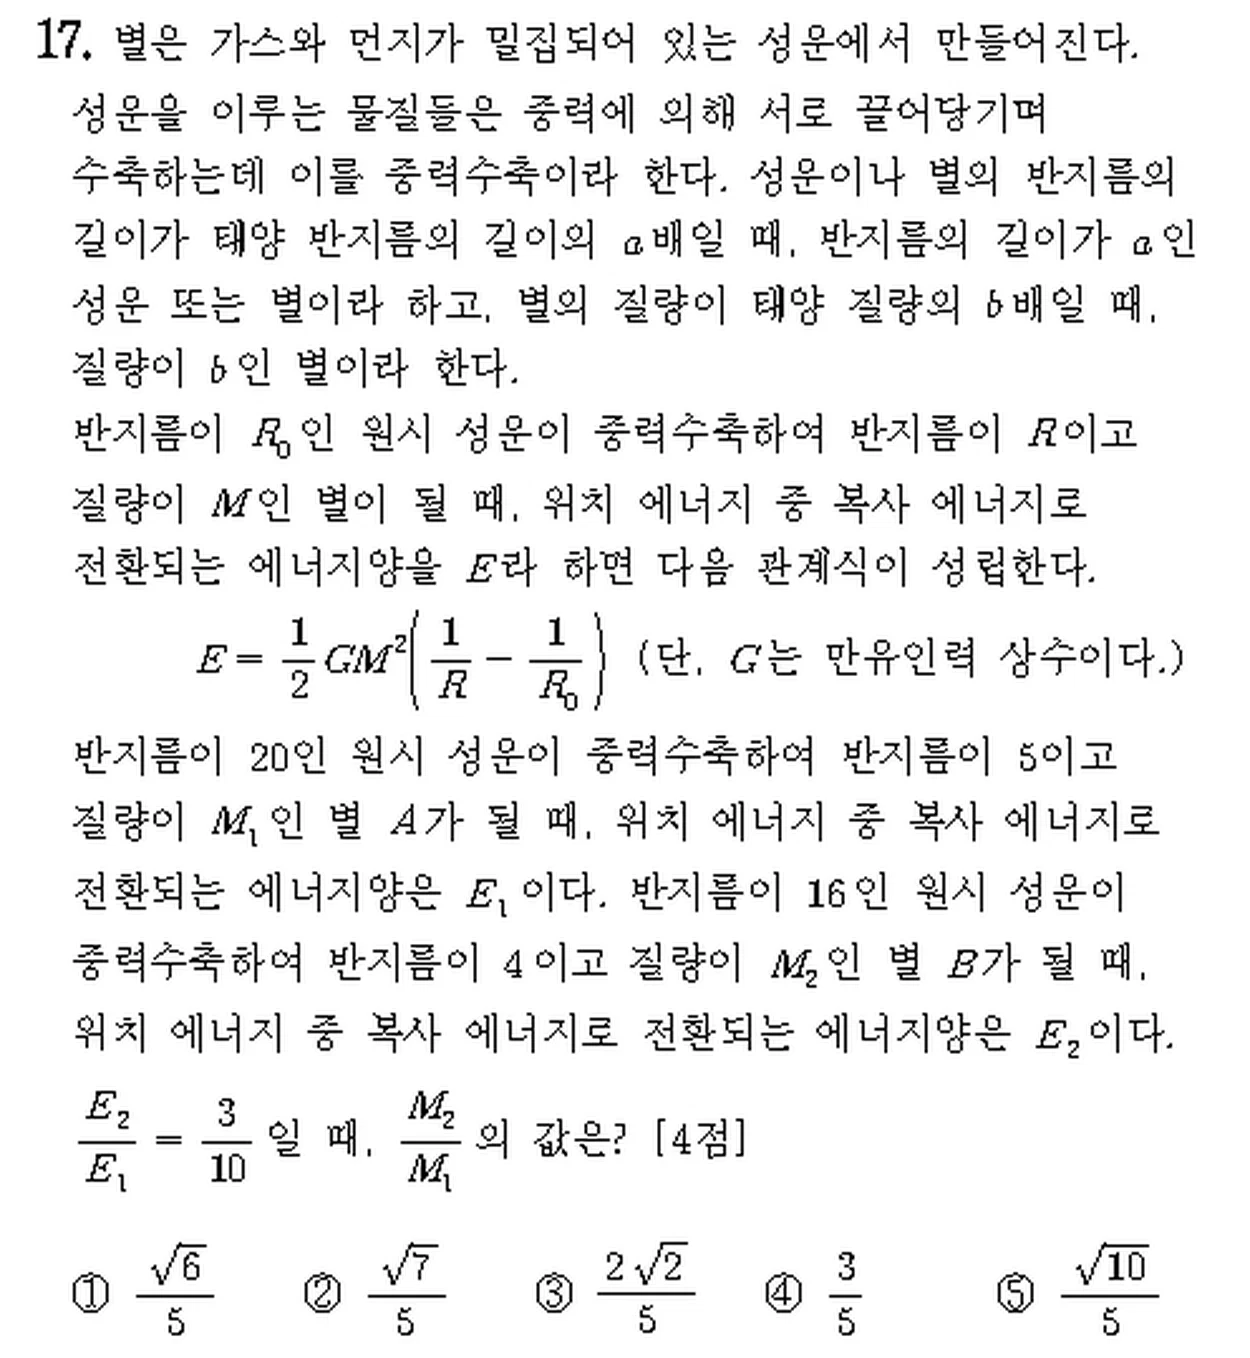 17. 별은 가스와 먼지가 밀집되어 있는 성운에서 만들어진다.
성운을 이루는 물질들은 중력에 의해 서로 끌어당기며
수축하는데 이를 중력수축이라 한다. 성운이나 별의 반지름의
길이가 태양 반지름의 길이의 a배일 때, 반지름의 길이가 a인
성운 또는 별이라 하고, 별의 질량이 태양 질량의 b배일 때,
질량이 b인 별이라 한다.
반지름이 R₀인 원시 성운이 중력수축하여 반지름이 R이고
질량이 M인 별이 될 때, 위치 에너지 중 복사 에너지로
전환되는 에너지양을 E라 하면 다음 관계식이 성립한다.
E = 1/2 GM²(1/R − 1/R₀) (단, G는 만유인력 상수이다.)
반지름이 20인 원시 성운이 중력수축하여 반지름이 5이고
질량이 M₁인 별 A가 될 때, 위치 에너지 중 복사 에너지로
전환되는 에너지양은 E₁이다. 반지름이 16인 원시 성운이
중력수축하여 반지름이 4이고 질량이 M₂인 별 B가 될 때,
위치 에너지 중 복사 에너지로 전환되는 에너지양은 E₂이다.
E₂/E₁ = 3/10 일 때, M₂/M₁ 의 값은? [4점]
① √6/5 ② √7/5 ③ 2√2/5 ④ 3/5 ⑤ √10/5